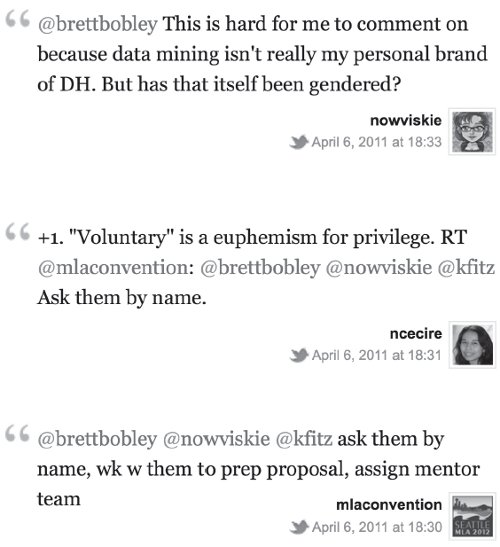 @brettbobley This is hard for me to comment on
because data mining isn't really my personal brand
of DH. But has that itself been gendered?
nowviskie
April 6, 2011 at 18:33
+1. "Voluntary" is a euphemism for privilege. RT
@mlaconvention: @brettbobley @nowviskie @kfitz
Ask them by name.
ncecire
April 6, 2011 at 18:31
@brettbobley @nowviskie @kfitz ask them by
name, wk w them to prep proposal, assign mentor
team
mlaconvention
April 6, 2011 at 18:30
SEATTLE
MLA 2012